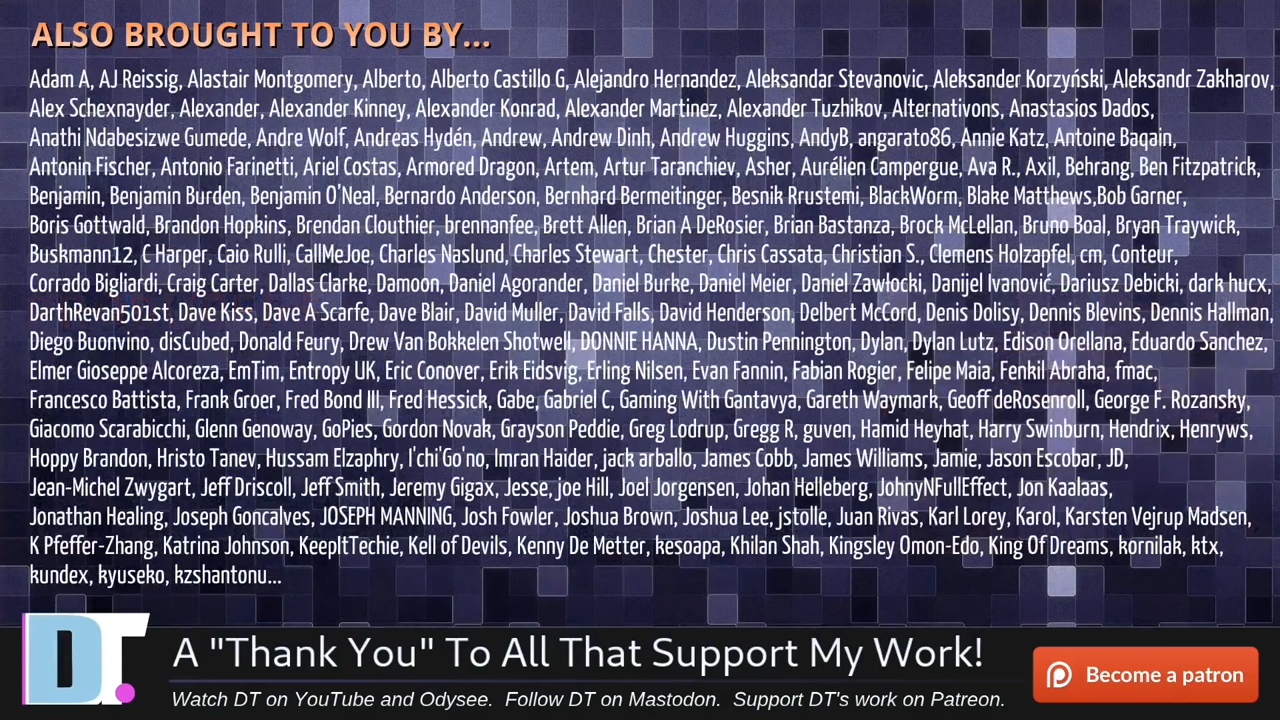 ALSO BROUGHT TO YOU BY...
Adam A, AJ Reissig, Alastair Montgomery, Alberto, Alberto Castillo G, Alejandro Hernandez, Aleksandar Stevanovic, Aleksander Korzyński, Aleksandr Zakharov,
Alex Schexnayder, Alexander, Alexander Kinney, Alexander Konrad, Alexander Martinez, Alexander Tuzhikov, Alternativons, Anastasios Dados,
Anathi Ndabesizwe Gumede, Andre Wolf, Andreas Hydén, Andrew, Andrew Dinh, Andrew Huggins, AndyB, angarato86, Annie Katz, Antoine Baqain,
Antonin Fischer, Antonio Farinetti, Ariel Costas, Armored Dragon, Artem, Artur Taranchiev, Asher, Aurélien Campergue, Ava R., Axil, Behrang, Ben Fitzpatrick,
Benjamin, Benjamin Burden, Benjamin O'Neal, Bernardo Anderson, Bernhard Bermeitinger, Besnik Rrustemi, BlackWorm, Blake Matthews,Bob Garner,
Boris Gottwald, Brandon Hopkins, Brendan Clouthier, brennanfee, Brett Allen, Brian A DeRosier, Brian Bastanza, Brock McLellan, Bruno Boal, Bryan Traywick,
Buskmann12, C Harper, Caio Rulli, CallMeJoe, Charles Naslund, Charles Stewart, Chester, Chris Cassata, Christian S., Clemens Holzapfel, cm, Conteur,
Corrado Bigliardi, Craig Carter, Dallas Clarke, Damoon, Daniel Agorander, Daniel Burke, Daniel Meier, Daniel Zawłocki, Danijel Ivanović, Dariusz Debicki, dark hucx,
DarthRevan501st, Dave Kiss, Dave A Scarfe, Dave Blair, David Muller, David Falls, David Henderson, Delbert McCord, Denis Dolisy, Dennis Blevins, Dennis Hallman,
Diego Buonvino, disCubed, Donald Feury, Drew Van Bokkelen Shotwell, DONNIE HANNA, Dustin Pennington, Dylan, Dylan Lutz, Edison Orellana, Eduardo Sanchez,
Elmer Gioseppe Alcoreza, EmTim, Entropy UK, Eric Conover, Erik Eidsvig, Erling Nilsen, Evan Fannin, Fabian Rogier, Felipe Maia, Fenkil Abraha, fmac,
Francesco Battista, Frank Groer, Fred Bond III, Fred Hessick, Gabe, Gabriel C, Gaming With Gantavya, Gareth Waymark, Geoff deRosenroll, George F. Rozansky,
Giacomo Scarabicchi, Glenn Genoway, GoPies, Gordon Novak, Grayson Peddie, Greg Lodrup, Gregg R, guven, Hamid Heyhat, Harry Swinburn, Hendrix, Henryws,
Hoppy Brandon, Hristo Tanev, Hussam Elzaphry, I'chi'Go'no, Imran Haider, jack arballo, James Cobb, James Williams, Jamie, Jason Escobar, JD,
Jean-Michel Zwygart, Jeff Driscoll, Jeff Smith, Jeremy Gigax, Jesse, joe Hill, Joel Jorgensen, Johan Helleberg, JohnyNFullEffect, Jon Kaalaas,
Jonathan Healing, Joseph Goncalves, JOSEPH MANNING, Josh Fowler, Joshua Brown, Joshua Lee, jstolle, Juan Rivas, Karl Lorey, Karol, Karsten Vejrup Madsen,
K Pfeffer-Zhang, Katrina Johnson, KeepItTechie, Kell of Devils, Kenny De Metter, kesoapa, Khilan Shah, Kingsley Omon-Edo, King Of Dreams, kornilak, ktx,
kundex, kyuseko, kzshantonu...
DT.
A "Thank You" To All That Support My Work!
Watch DT on YouTube and Odysee. Follow DT on Mastodon. Support DT's work on Patreon.
Become a patron